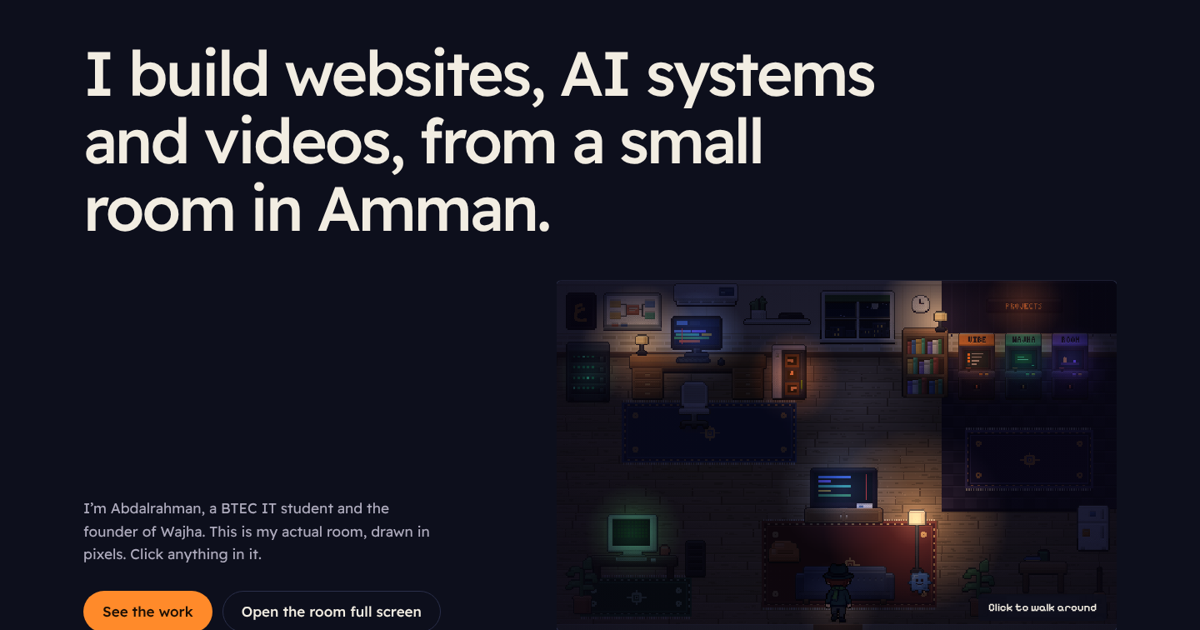 I build websites, AI systems
and videos, from a small
room in Amman.
PROJECTS
VIBE
WAJHA
ROOM
I'm Abdalrahman, a BTEC IT student and the
founder of Wajha. This is my actual room, drawn in
pixels. Click anything in it.
Click to walk around
See the work
Open the room full screen